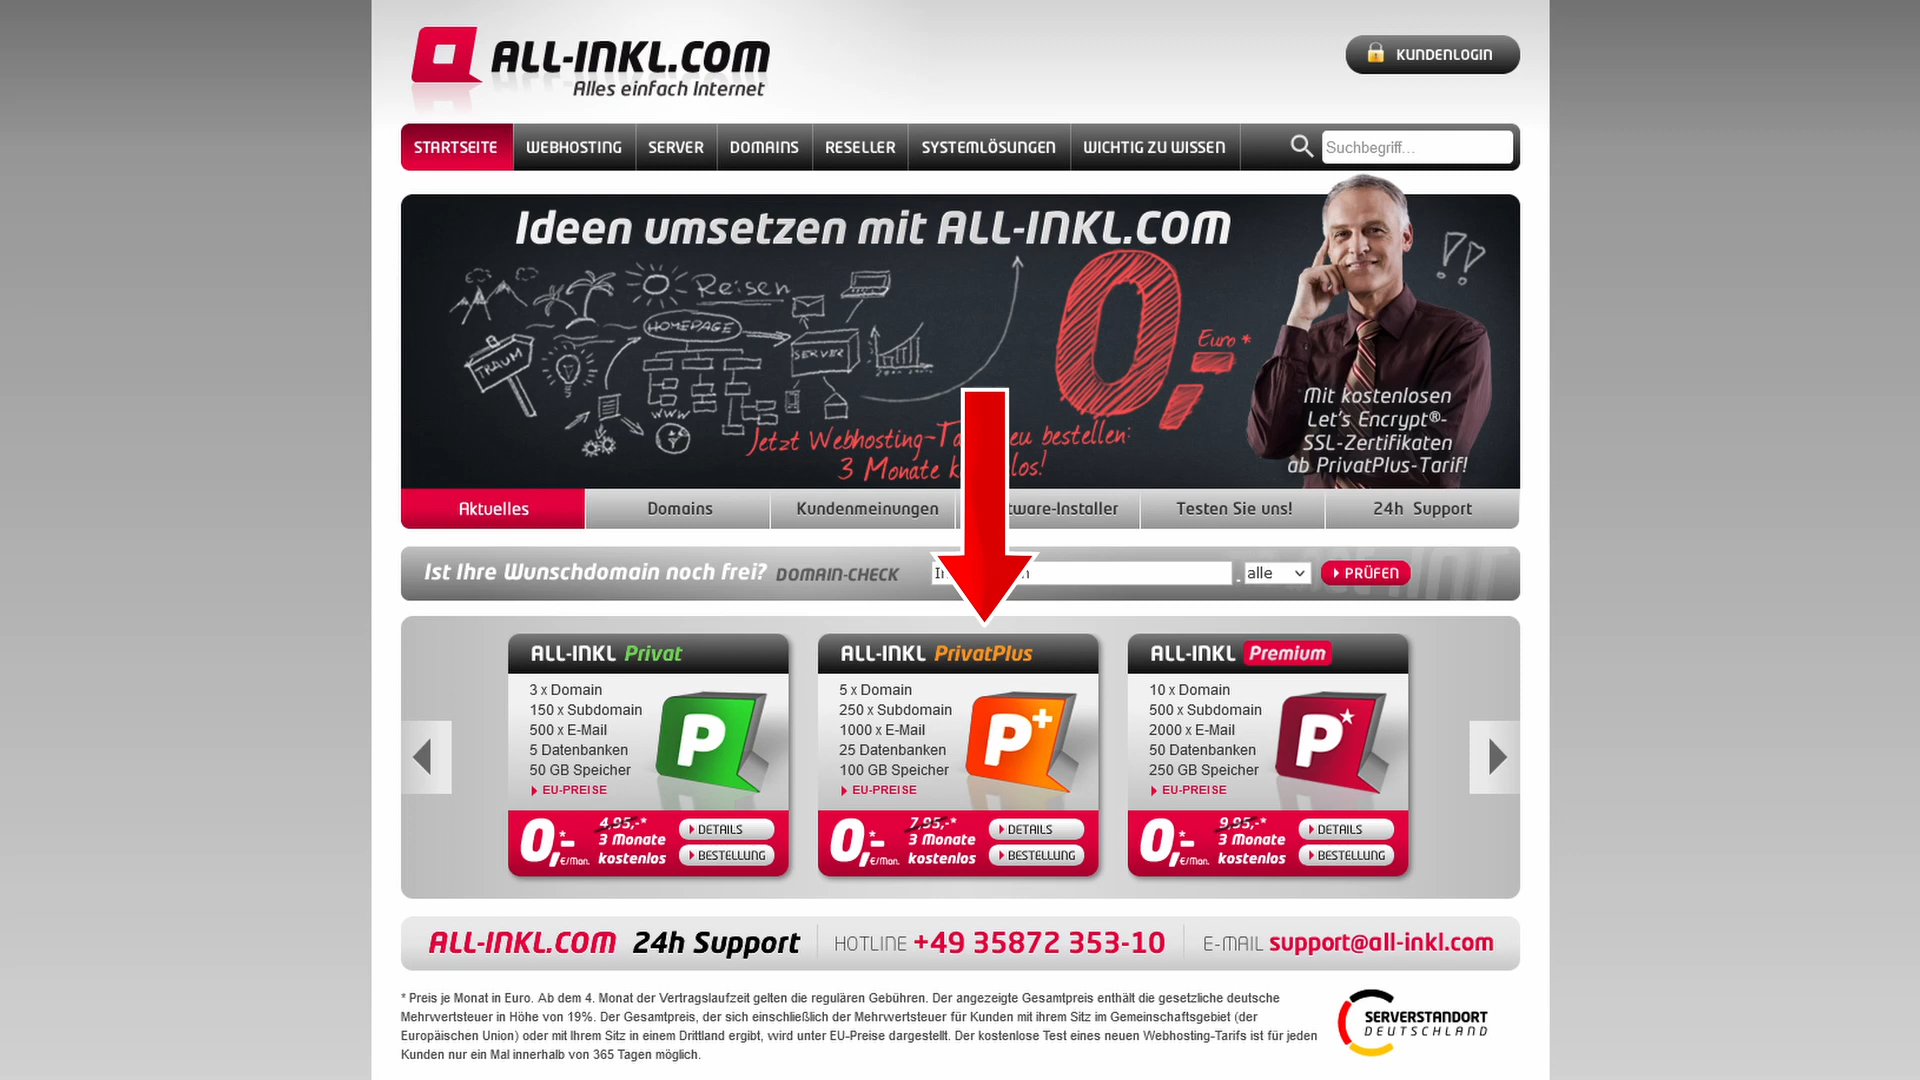 ALL-INKL.COM
Alles einfach Internet
KUNDENLOGIN
STARTSEITE WEBHOSTING SERVER DOMAINS RESELLER SYSTEMLÖSUNGEN WICHTIG ZU WISSEN Suchbegriff...
Ideen umsetzen mit ALL-INKL.COM
Reisen
HOMEPAGE
SERVER
TRAUM
WWW
0,-
Euro *
Jetzt Webhosting- neu bestellen:
3 Monate
Mit kostenlosen
Let's Encrypt®-
SSL-Zertifikaten
ab PrivatPlus-Tarif!
Aktuelles Domains Kundenmeinungen tware-Installer Testen Sie uns! 24h Support
Ist Ihre Wunschdomain noch frei? DOMAIN-CHECK . alle PRÜFEN
ALL-INKL Privat
3 x Domain
150 x Subdomain
500 x E-Mail
5 Datenbanken
50 GB Speicher
EU-PREISE
0,-* €/Mon.
4,95,-*
3 Monate
kostenlos
DETAILS
BESTELLUNG
ALL-INKL PrivatPlus
5 x Domain
250 x Subdomain
1000 x E-Mail
25 Datenbanken
100 GB Speicher
EU-PREISE
0,-* €/Mon.
7,95,-*
3 Monate
kostenlos
DETAILS
BESTELLUNG
ALL-INKL Premium
10 x Domain
500 x Subdomain
2000 x E-Mail
50 Datenbanken
250 GB Speicher
EU-PREISE
0,-* €/Mon.
9,95,-*
3 Monate
kostenlos
DETAILS
BESTELLUNG
ALL-INKL.COM 24h Support HOTLINE +49 35872 353-10 E-MAIL support@all-inkl.com
* Preis je Monat in Euro. Ab dem 4. Monat der Vertragslaufzeit gelten die regulären Gebühren. Der angezeigte Gesamtpreis enthält die gesetzliche deutsche
Mehrwertsteuer in Höhe von 19%. Der Gesamtpreis, der sich einschließlich der Mehrwertsteuer für Kunden mit ihrem Sitz im Gemeinschaftsgebiet (der
Europäischen Union) oder mit Ihrem Sitz in einem Drittland ergibt, wird unter EU-Preise dargestellt. Der kostenlose Test eines neuen Webhosting-Tarifs ist für jeden
Kunden nur ein Mal innerhalb von 365 Tagen möglich.
SERVERSTANDORT
DEUTSCHLAND